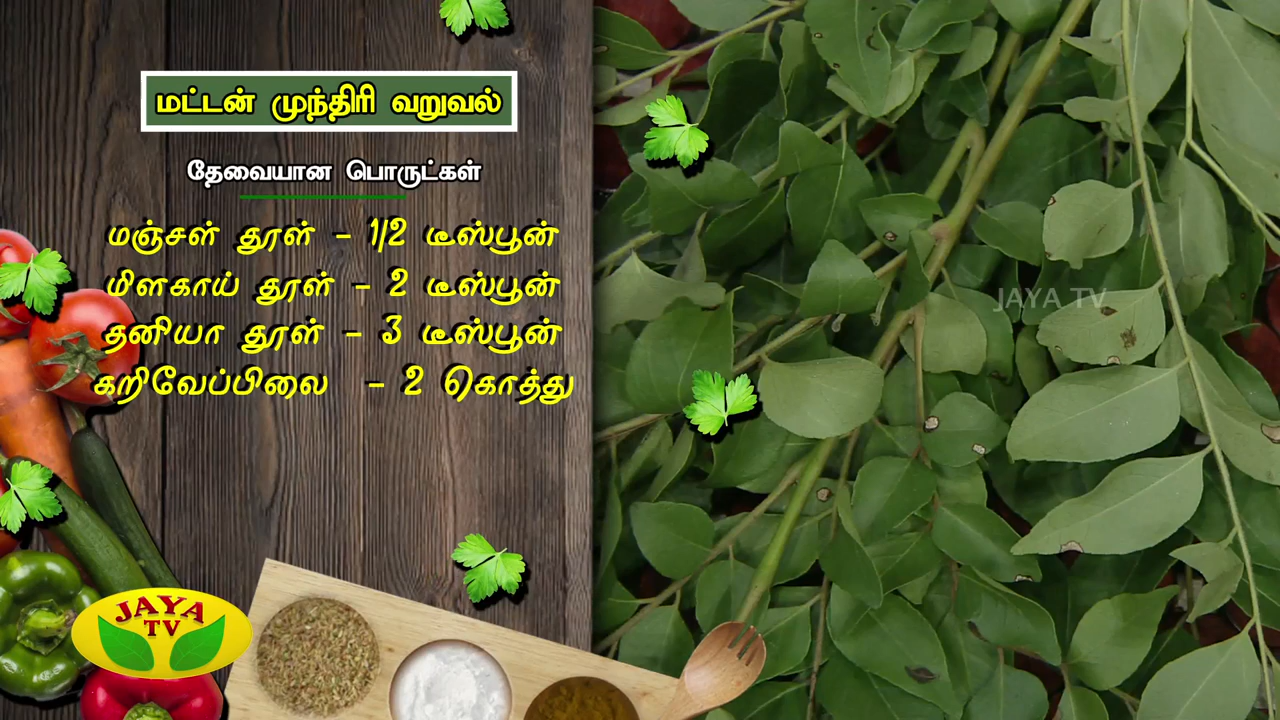 மட்டன் முந்திரி வறுவல்
தேவையான பொருட்கள்
மஞ்சள் தூள் – 1/2 டீஸ்பூன்
மிளகாய் தூள் – 2 டீஸ்பூன்
தனியா தூள் – 3 டீஸ்பூன்
கறிவேப்பிலை – 2 கொத்து
JAYA TV
JAYA
TV